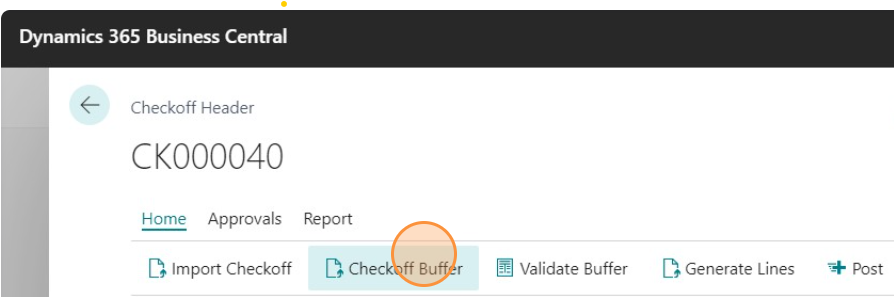 Dynamics 365 Business Central
Checkoff Header
CK000040
Home Approvals Report
Import Checkoff Checkoff Buffer Validate Buffer Generate Lines Post